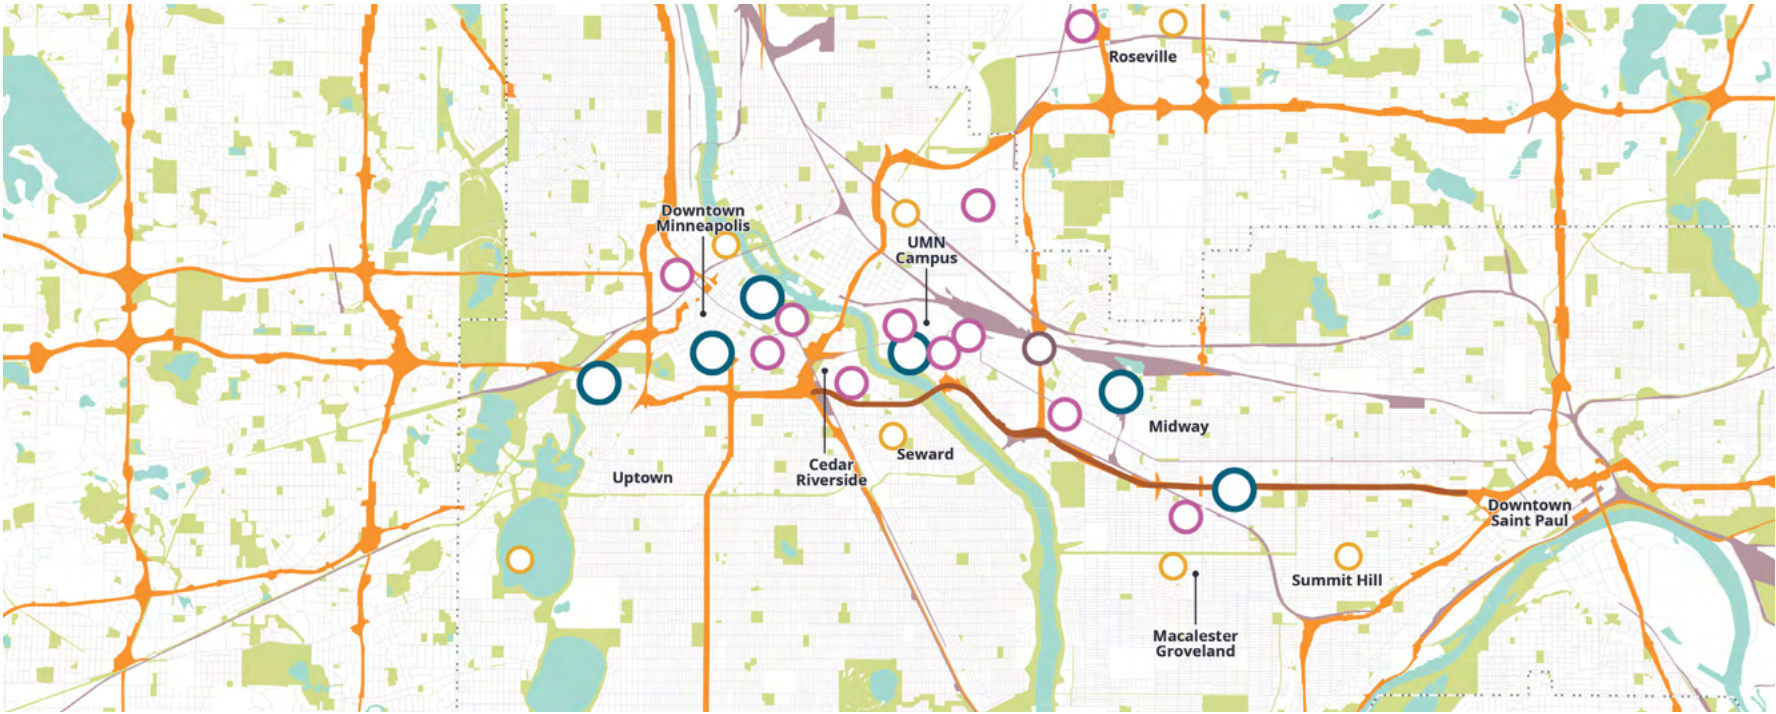 Roseville
Downtown
Minneapolis
UMN
Campus
Midway
Seward
Cedar
Riverside
Uptown
Downtown
Saint Paul
Summit Hill
Macalester
Groveland